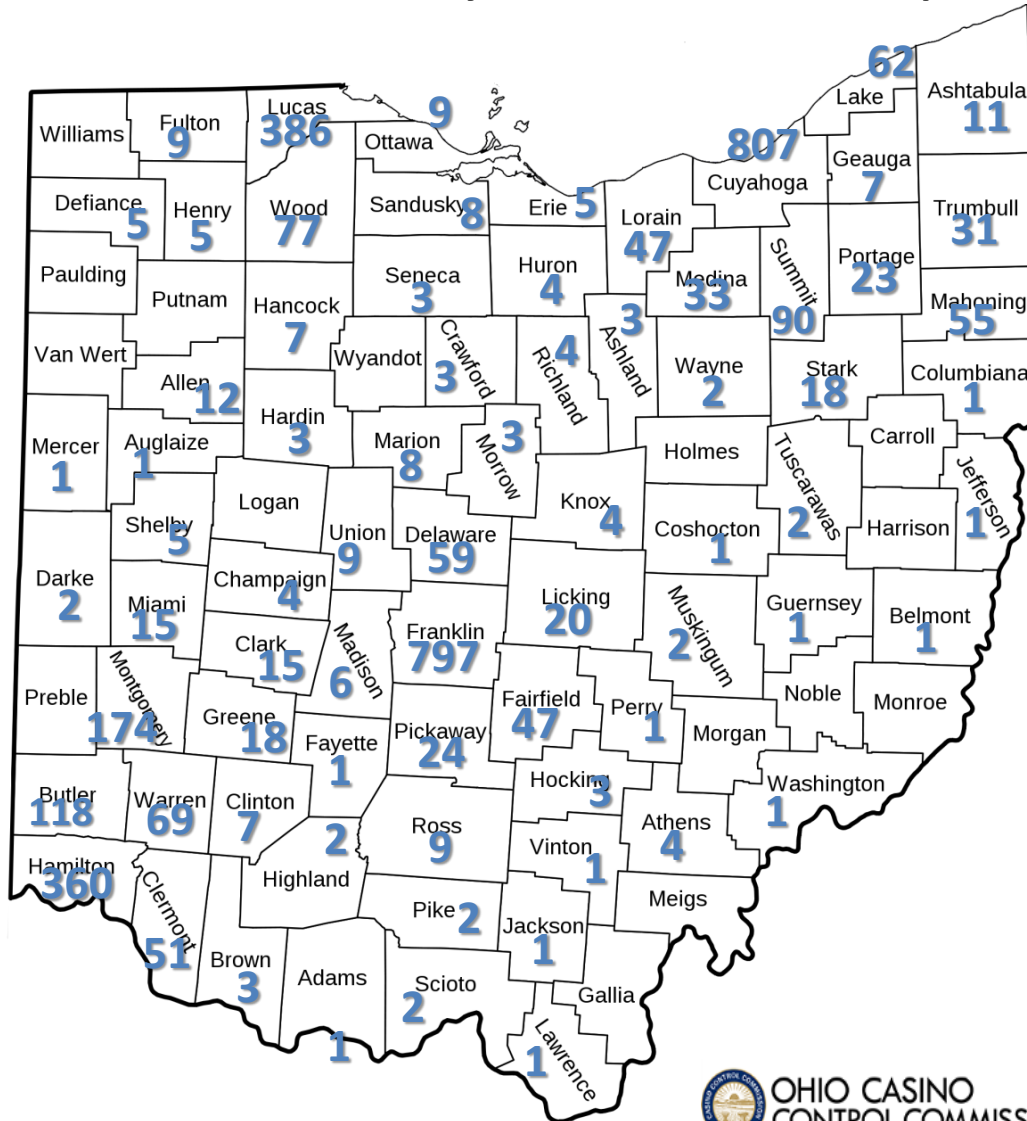 62
Lake
Ashtabula
11
Williams
Fulton
9
Lucas
386
9
Ottawa
807
Cuyahoga
Geauga
7
Defiance
5
Henry
5
Wood
77
Sandusky
8
Erie
5
Lorain
47
Medina
33
Summit
90
Portage
23
Trumbull
31
Paulding
Putnam
Hancock
7
Seneca
3
Huron
4
Mahoning
55
Van Wert
Allen
12
Wyandot
Crawford
3
Richland
4
Ashland
3
Wayne
2
Stark
18
Columbiana
1
Mercer
1
Auglaize
1
Hardin
3
Marion
8
Morrow
3
Holmes
Tuscarawas
2
Carroll
Jefferson
1
Logan
Knox
4
Shelby
5
Union
9
Delaware
59
Coshocton
1
Harrison
Darke
2
Miami
15
Champaign
4
Licking
20
Muskingum
2
Guernsey
1
Belmont
1
Clark
15
Madison
6
Franklin
797
Preble
Montgomery
174
Greene
18
Fayette
1
Pickaway
24
Fairfield
47
Perry
1
Morgan
Noble
Monroe
Butler
118
Warren
69
Clinton
7
Hocking
3
Washington
1
Ross
9
Athens
4
Vinton
1
Hamilton
360
Clermont
51
2
Highland
Pike
2
Jackson
1
Meigs
Brown
3
Adams
1
Scioto
2
Gallia
Lawrence
1
CASINO CONTROL COMMISSION
OHIO CASINO
CONTROL COMMISS